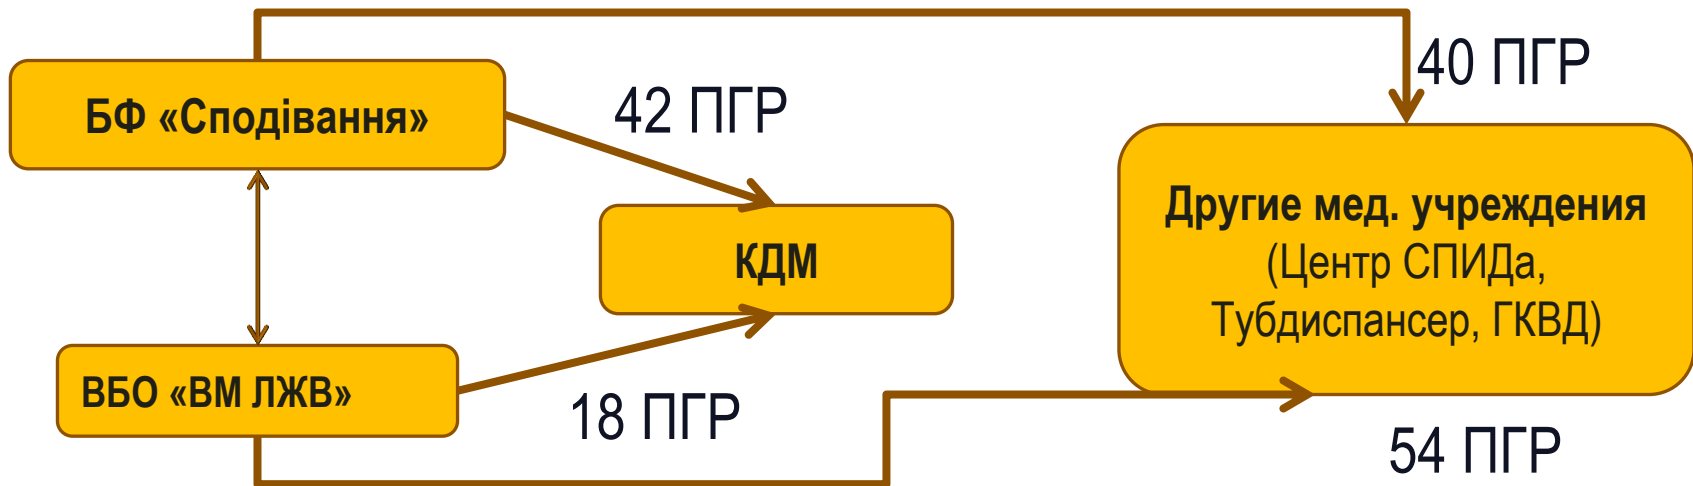 40 ПГР
БФ «Сподівання»
42 ПГР
Другие мед. учреждения
(Центр СПИДа,
Тубдиспансер, ГКВД)
КДМ
ВБО «ВМ ЛЖВ»
18 ПГР
54 ПГР